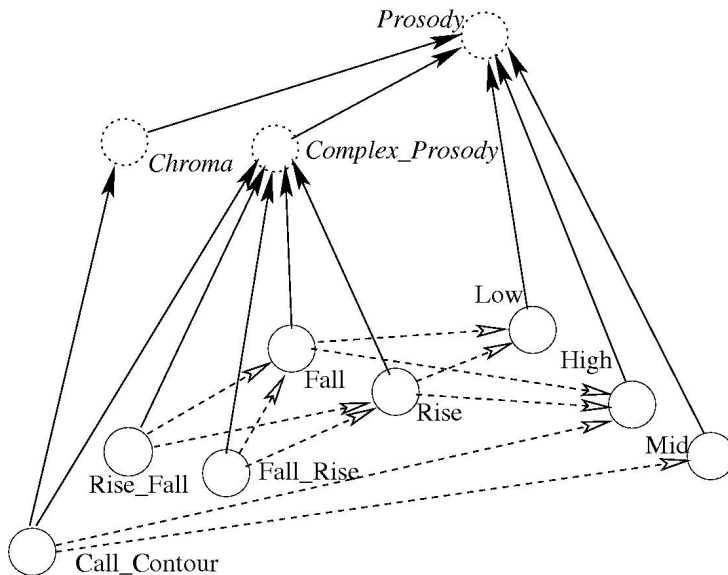 Prosody
Chroma
Complex_Prosody
Low
High
Fall
Rise
Mid
Rise_Fall
Fall_Rise
Call_Contour